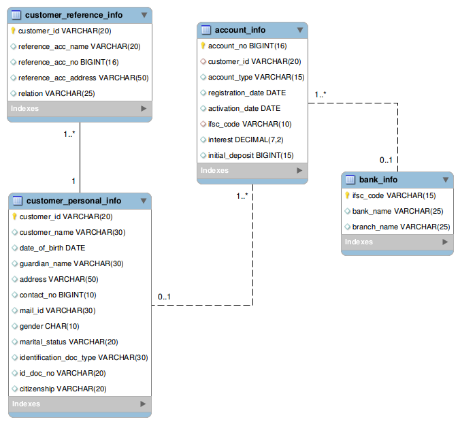 customer_reference_info
customer_id VARCHAR(20)
reference_acc_name VARCHAR(20)
reference_acc_no BIGINT(16)
reference_acc_address VARCHAR(50)
relation VARCHAR(25)
Indexes
1..*
1
customer_personal_info
customer_id VARCHAR(20)
customer_name VARCHAR(30)
date_of_birth DATE
guardian_name VARCHAR(30)
address VARCHAR(50)
contact_no BIGINT(10)
mail_id VARCHAR(30)
gender CHAR(10)
marital_status VARCHAR(20)
identification_doc_type VARCHAR(30)
id_doc_no VARCHAR(20)
citizenship VARCHAR(20)
Indexes
account_info
account_no BIGINT(16)
customer_id VARCHAR(20)
account_type VARCHAR(15)
registration_date DATE
activation_date DATE
ifsc_code VARCHAR(10)
interest DECIMAL(7,2)
initial_deposit BIGINT(15)
Indexes
1..*
0..1
1..*
0..1
bank_info
ifsc_code VARCHAR(15)
bank_name VARCHAR(25)
branch_name VARCHAR(25)
Indexes